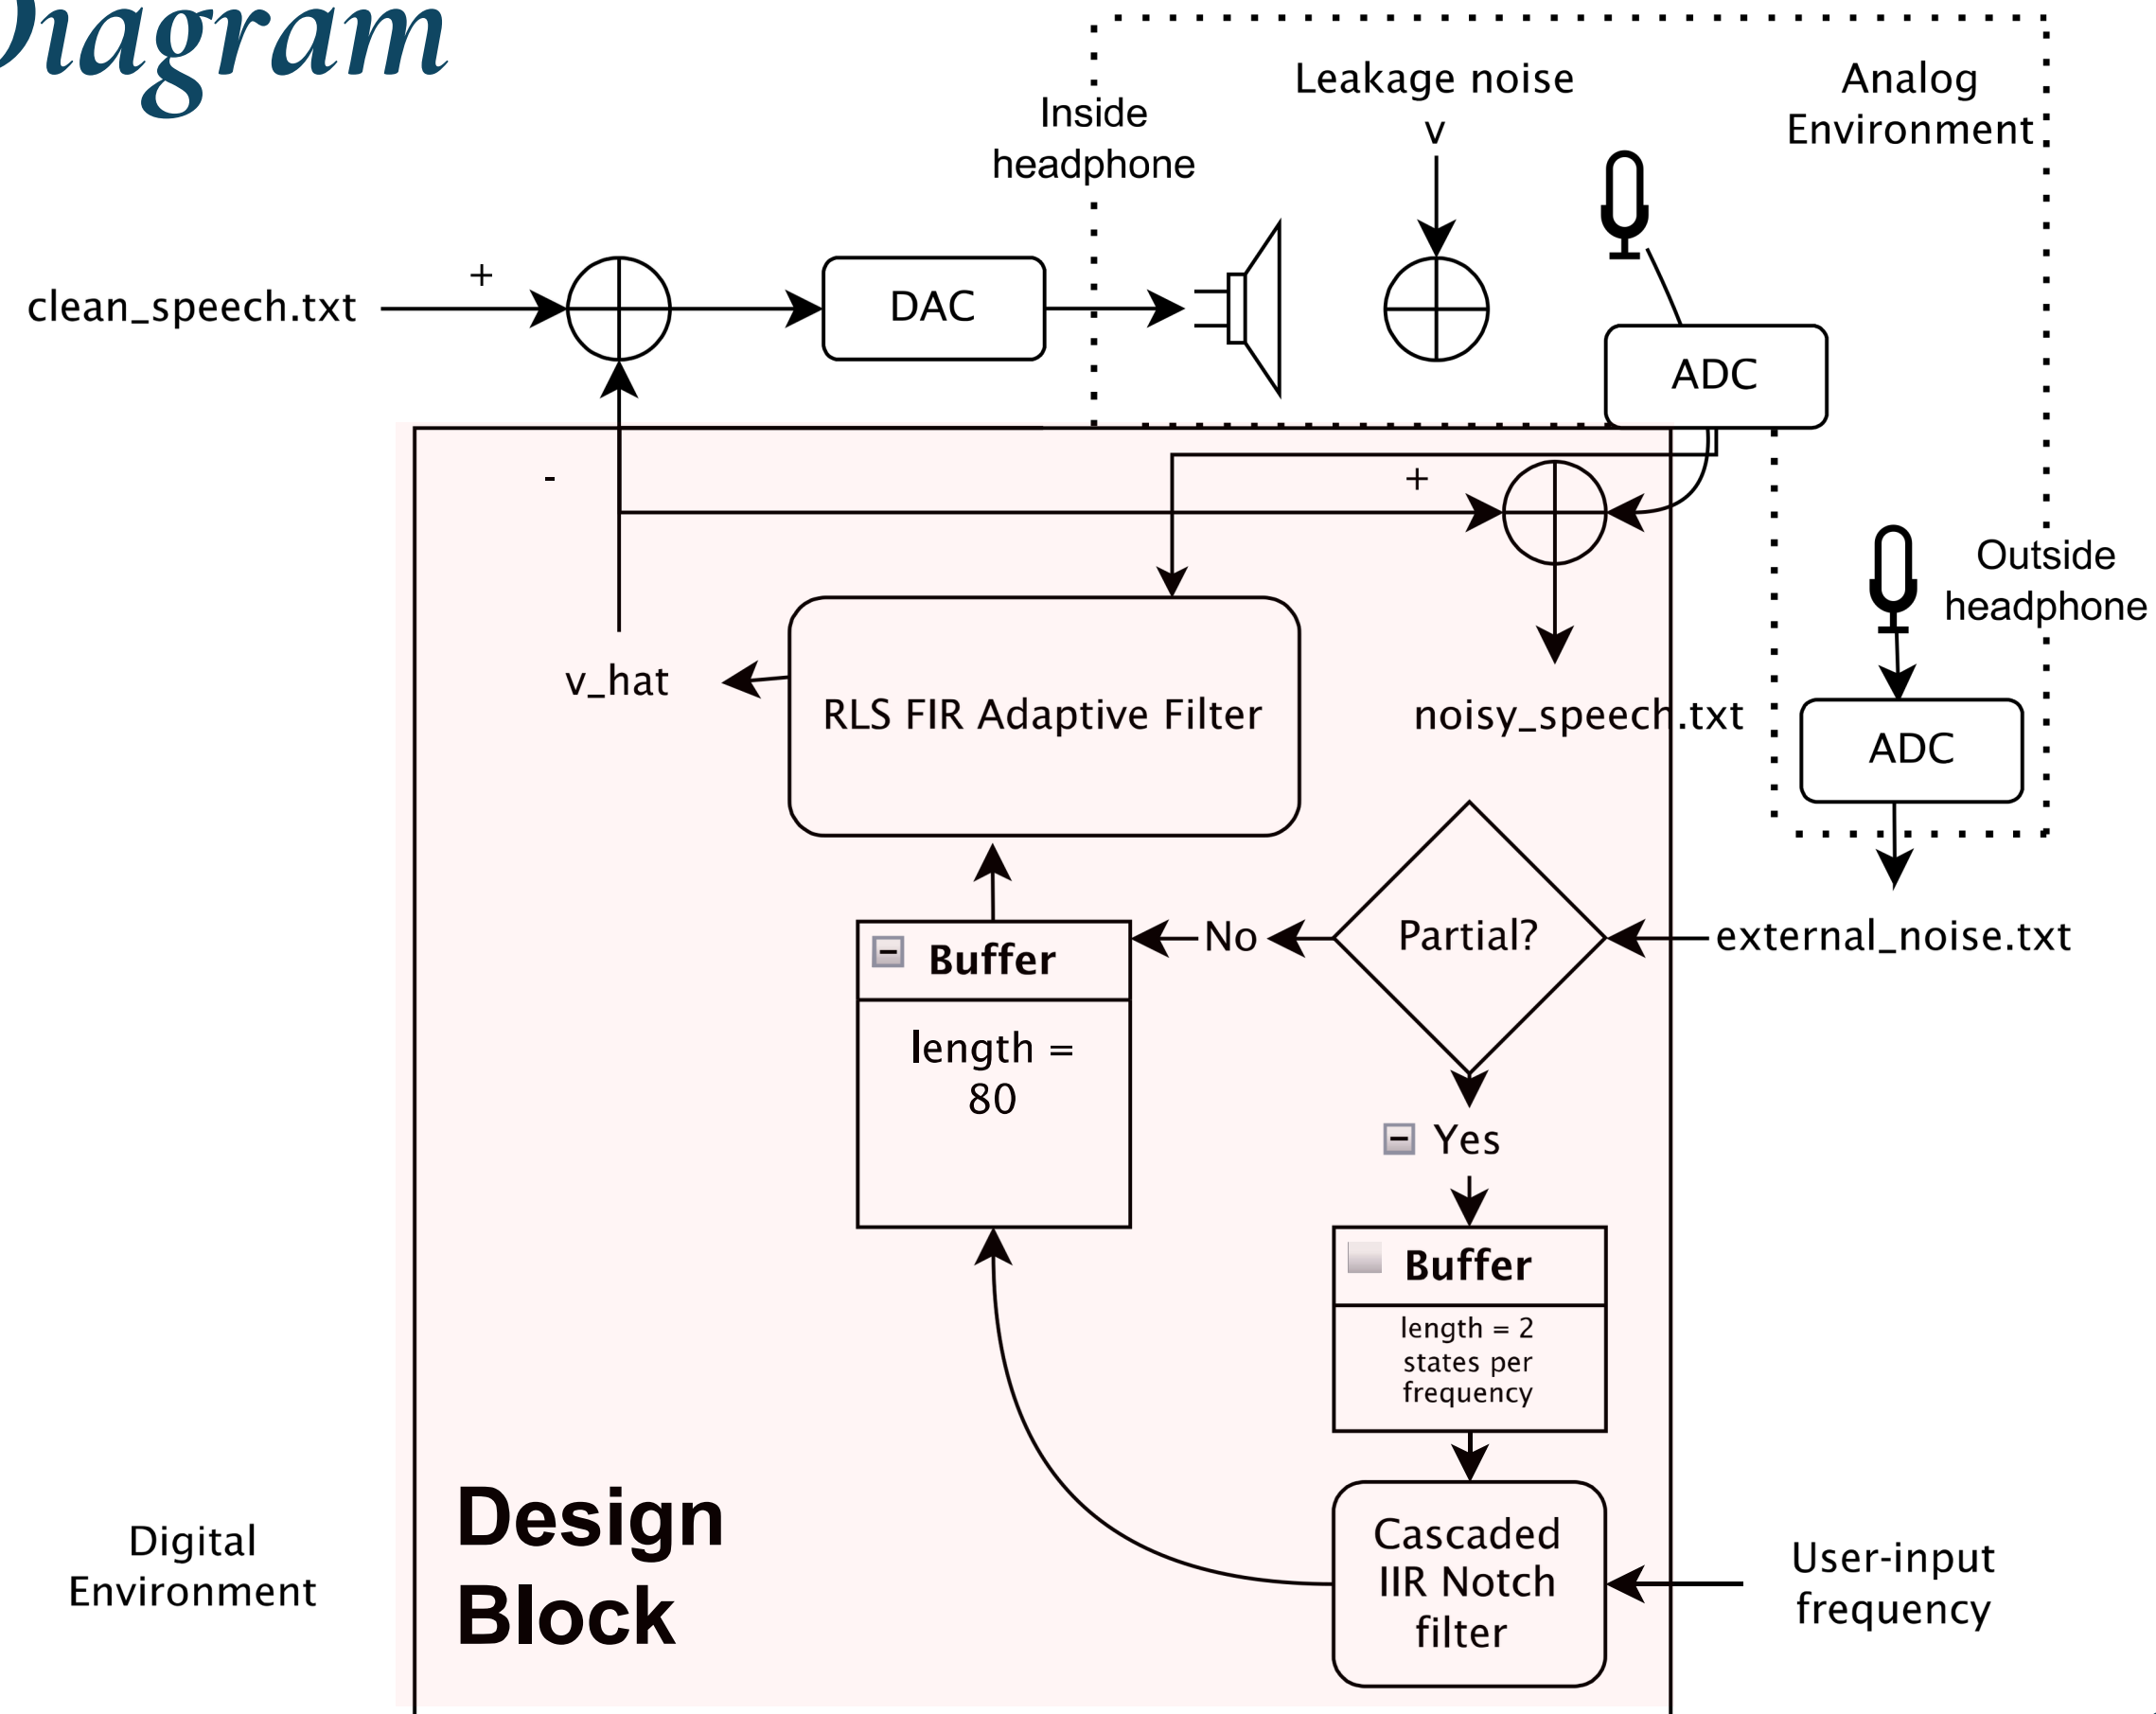 Diagram
Leakage noise
v
Analog
Environment
Inside
headphone
clean_speech.txt
+
DAC
ADC
-
+
Outside
headphone
v_hat
RLS FIR Adaptive Filter
noisy_speech.txt
ADC
Partial?
No
external_noise.txt
Buffer
length =
80
Yes
Buffer
length = 2
states per
frequency
Design
Block
Digital
Environment
Cascaded
IIR Notch
filter
User-input
frequency